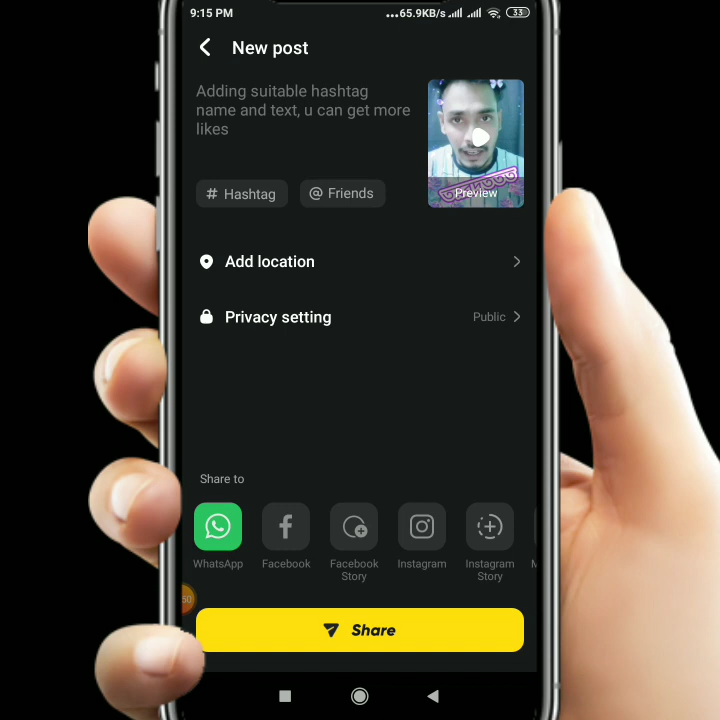 9:15 PM
...65.9KB/s
33
New post
Adding suitable hashtag
name and text, u can get more
likes
# Hashtag
@ Friends
Preview
Add location
Privacy setting
Public
Share to
WhatsApp
Facebook
Facebook
Story
Instagram
Instagram
Story
M
50
Share